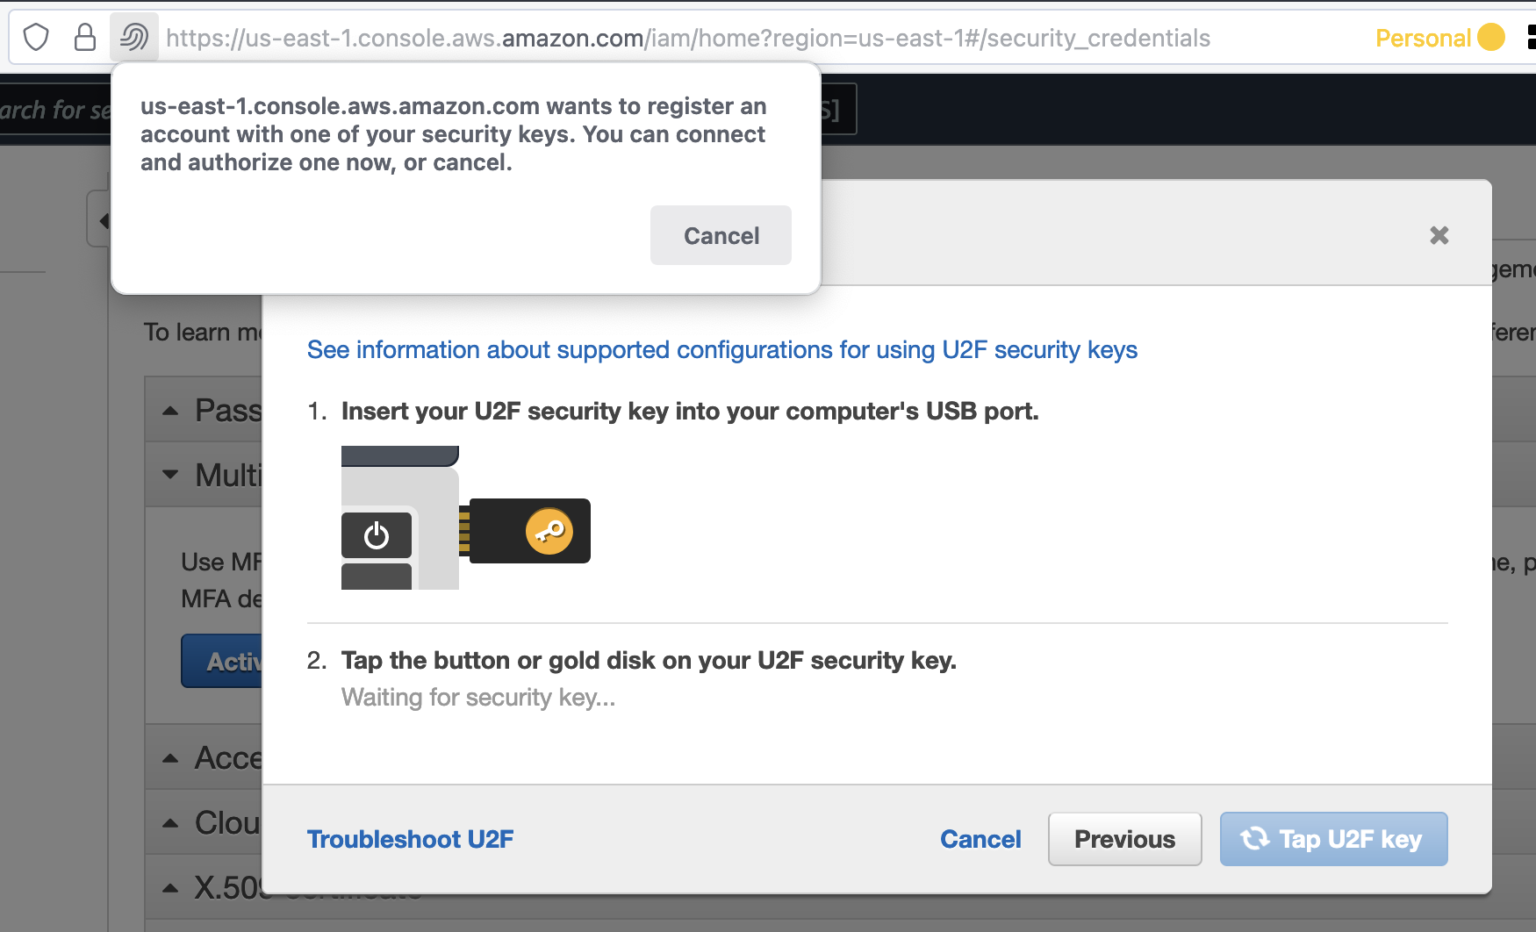 https://us-east-1.console.aws.amazon.com/iam/home?region=us-east-1#/security_credentials
Personal
us-east-1.console.aws.amazon.com wants to register an
account with one of your security keys. You can connect
and authorize one now, or cancel.
Cancel
arch for se
S]
To learn m
See information about supported configurations for using U2F security keys
1. Insert your U2F security key into your computer's USB port.
2. Tap the button or gold disk on your U2F security key.
Waiting for security key...
Pass
Multi
Use MF
MFA de
Activ
Acce
Clou
X.509 certificate
Troubleshoot U2F
Cancel
Previous
Tap U2F key